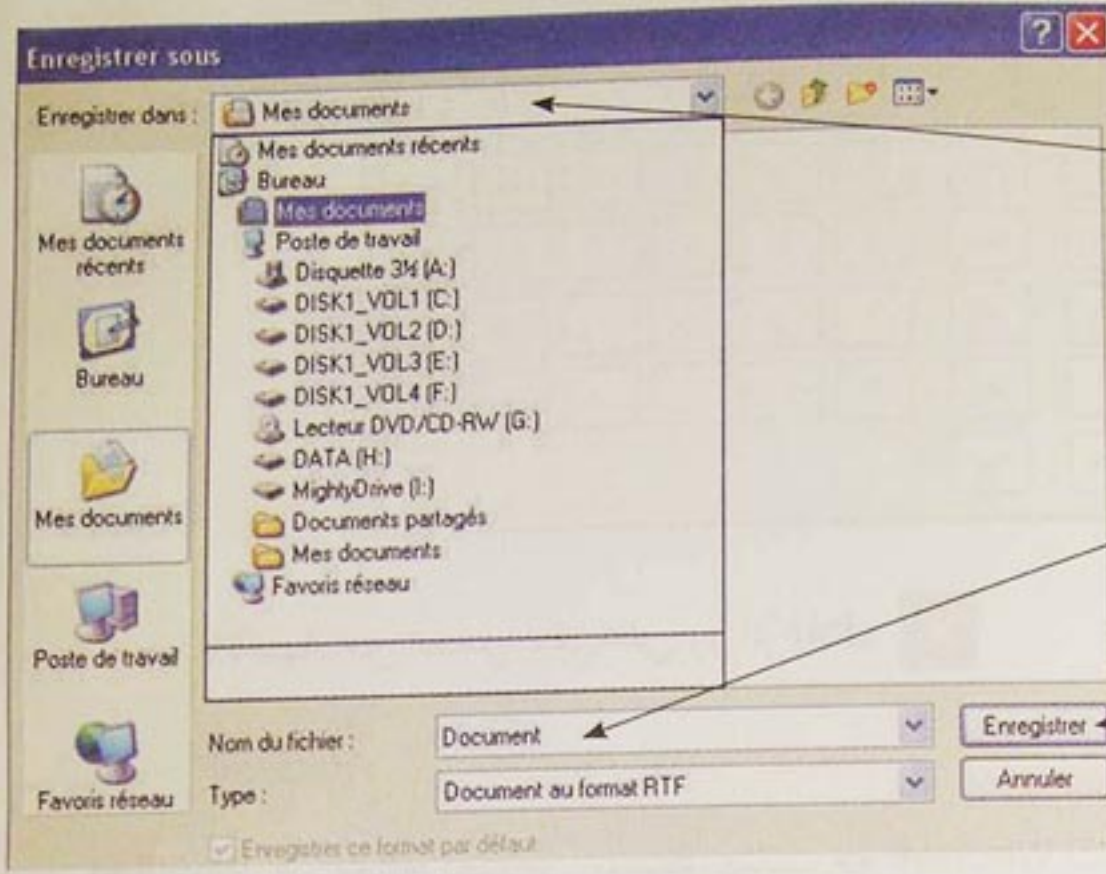 Enregistrer sous
Enregistrer dans :
Mes documents
Mes documents récents
Bureau
Mes documents
Poste de travail
Disquette 3½ (A:)
DISK1_VOL1 (C:)
DISK1_VOL2 (D:)
DISK1_VOL3 (E:)
DISK1_VOL4 (F:)
Lecteur DVD/CD-RW (G:)
DATA (H:)
MightyDrive (I:)
Documents partagés
Mes documents
Favoris réseau
Mes documents
récents
Bureau
Mes documents
Poste de travail
Favoris réseau
Nom du fichier :
Document
Enregistrer
Type :
Document au format RTF
Annuler
Enregistrer ce format par défaut